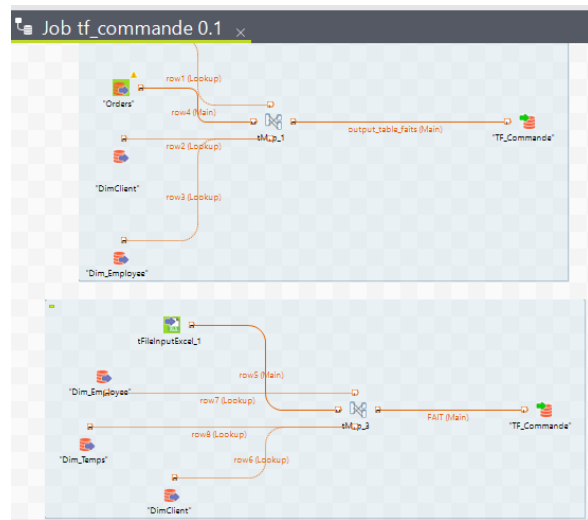 Job tf_commande 0.1
row1 (Lookup)
"Orders"
row4 (Main)
output_table_faits (Main)
"TF_Commande"
row2 (Lookup)
"DimClient"
row3 (Lookup)
"Dim_Employee"
tFileInputExcel_1
row5 (Main)
"Dim_Employee"
row7 (Lookup)
FAIT (Main)
"TF_Commande"
row8 (Lookup)
"Dim_Temps"
row6 (Lookup)
"DimClient"